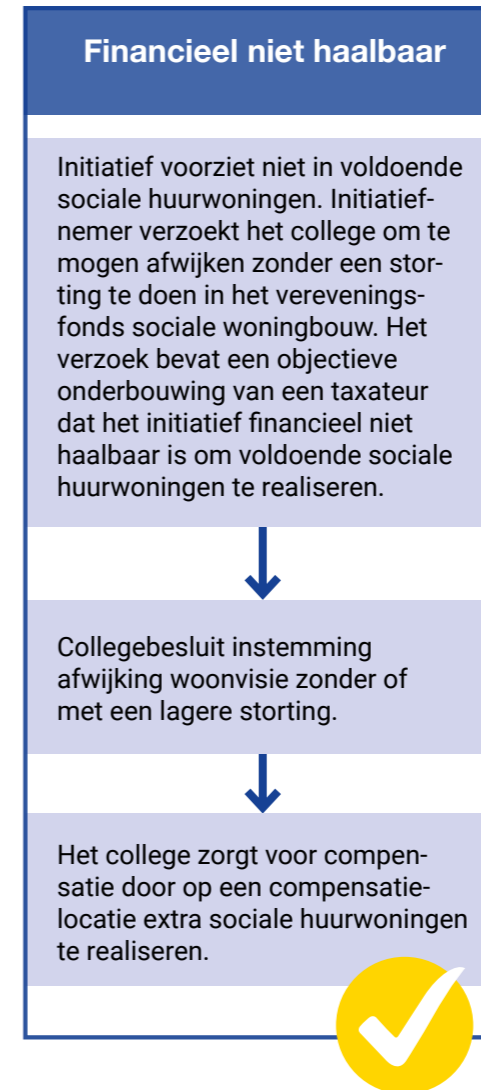 Financieel niet haalbaar
Initiatief voorziet niet in voldoende
sociale huurwoningen. Initiatief-
nemer verzoekt het college om te
mogen afwijken zonder een stor-
ting te doen in het verevenings-
fonds sociale woningbouw. Het
verzoek bevat een objectieve
onderbouwing van een taxateur
dat het initiatief financieel niet
haalbaar is om voldoende sociale
huurwoningen te realiseren.
Collegebesluit instemming
afwijking woonvisie zonder of
met een lagere storting.
Het college zorgt voor compen-
satie door op een compensatie-
locatie extra sociale huurwoningen
te realiseren.